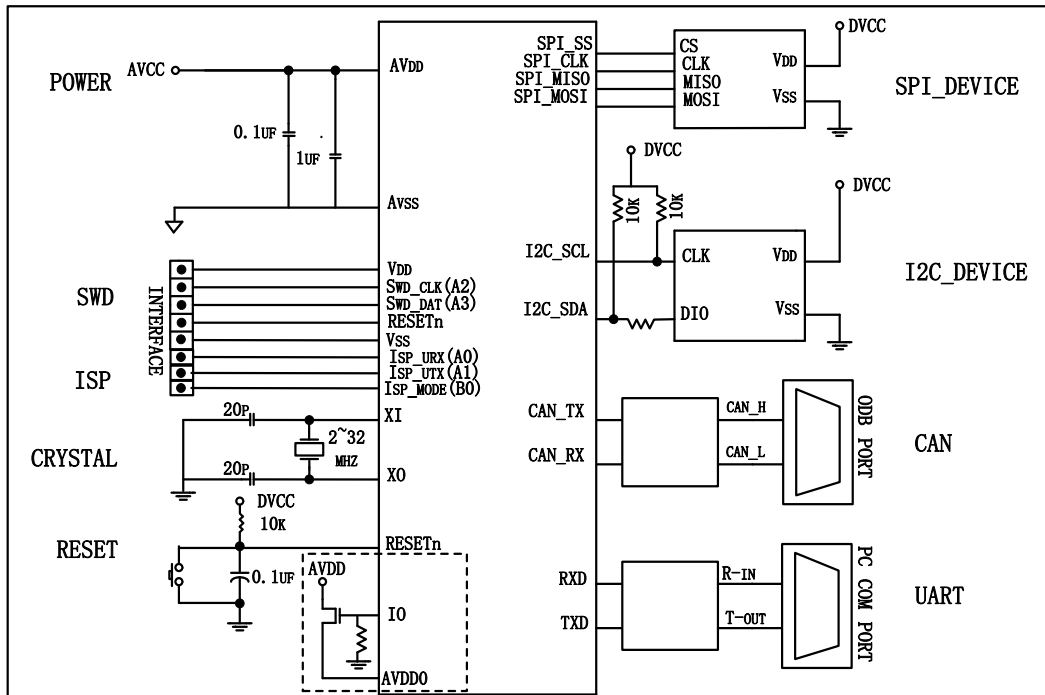 POWER
AVCC
0.1UF
1UF
AVDD
AVSS
SWD
ISP
INTERFACE
VDD
SWD_CLK(A2)
SWD_DAT(A3)
RESETn
VSS
ISP_URX(A0)
ISP_UTX(A1)
ISP_MODE(B0)
CRYSTAL
20P
20P
2~32
MHZ
XI
XO
RESET
DVCC
10K
0.1UF
RESETn
AVDD
IO
AVDDO
SPI_SS
SPI_CLK
SPI_MISO
SPI_MOSI
CS
CLK
MISO
MOSI
VDD
VSS
DVCC
SPI_DEVICE
DVCC
10K
10K
I2C_SCL
I2C_SDA
CLK
DIO
VDD
VSS
DVCC
I2C_DEVICE
CAN_TX
CAN_RX
CAN_H
CAN_L
ODB PORT
CAN
RXD
TXD
R-IN
T-OUT
PC COM PORT
UART